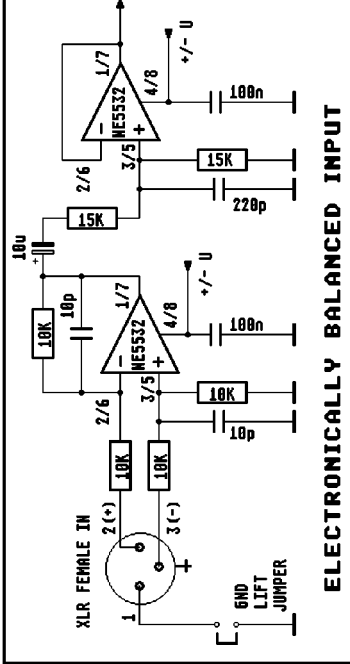 XLR FEMALE IN
1
2(+)
3(-)
10K
10K
2/6
3/5
10K
10p
NE5532
1/7
4/8
+/- U
100n
10K
10p
10u
+
15K
2/6
3/5
NE5532
1/7
4/8
+/- U
100n
15K
220p
GND
LIFT
JUMPER
ELECTRONICALLY BALANCED INPUT